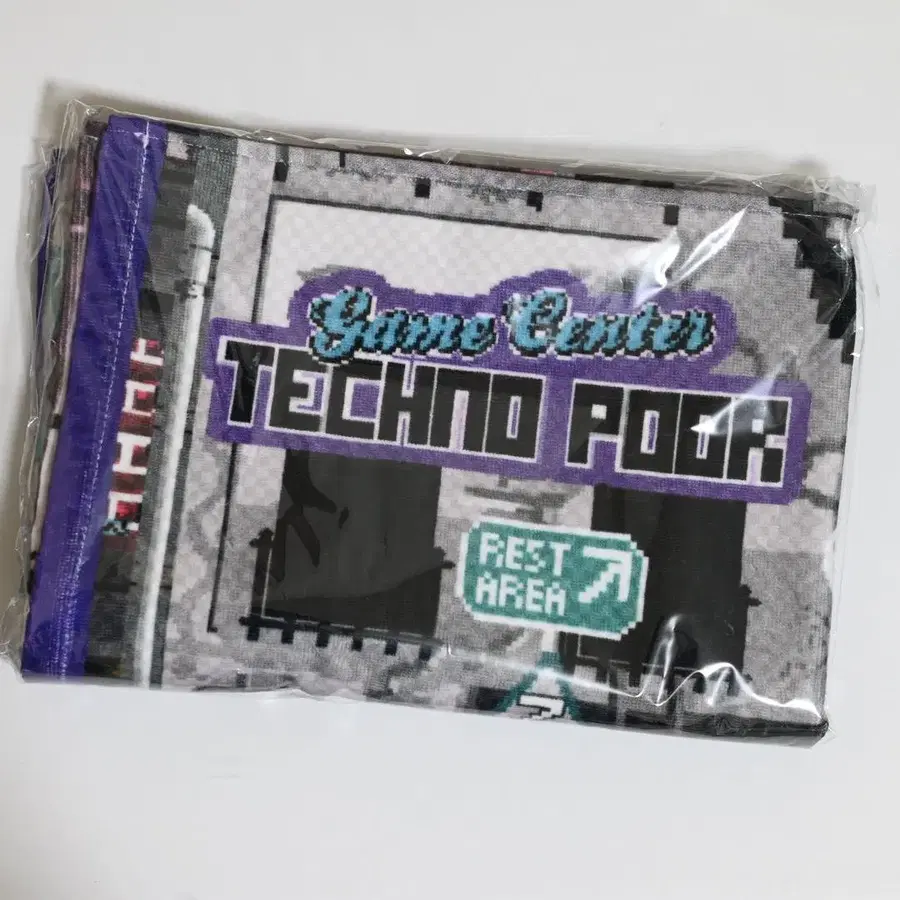 Game Center
TECHNO POOR
REST
AREA